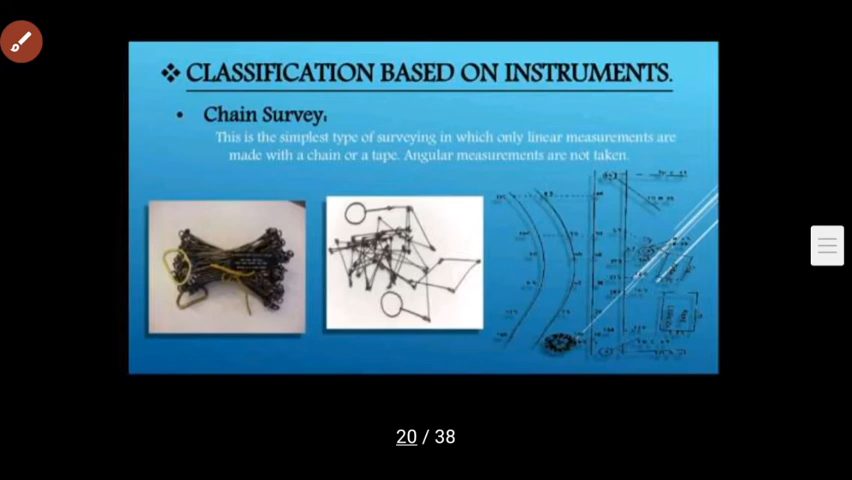 ❖ CLASSIFICATION BASED ON INSTRUMENTS.
• Chain Survey:
This is the simplest type of surveying in which only linear measurements are
made with a chain or a tape. Angular measurements are not taken.
20 / 38